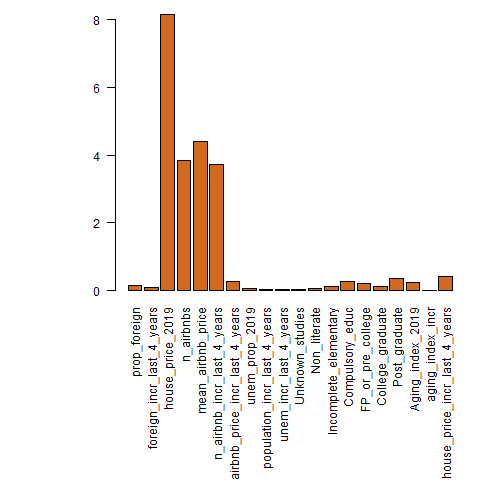 8
6
4
2
0
prop_foreign
foreign_incr_last_4_years
house_price_2019
n_airbnbs
mean_airbnb_price
n_airbnb_incr_last_4_years
airbnb_price_incr_last_4_years
unem_prop_2019
population_incr_last_4_years
unem_incr_last_4_years
Unknown_studies
Non_literate
Incomplete_elementary
Compulsory_educ
FP_or_pre_college
College_graduate
Post_graduate
Aging_index_2019
aging_index_incr
house_price_incr_last_4_years